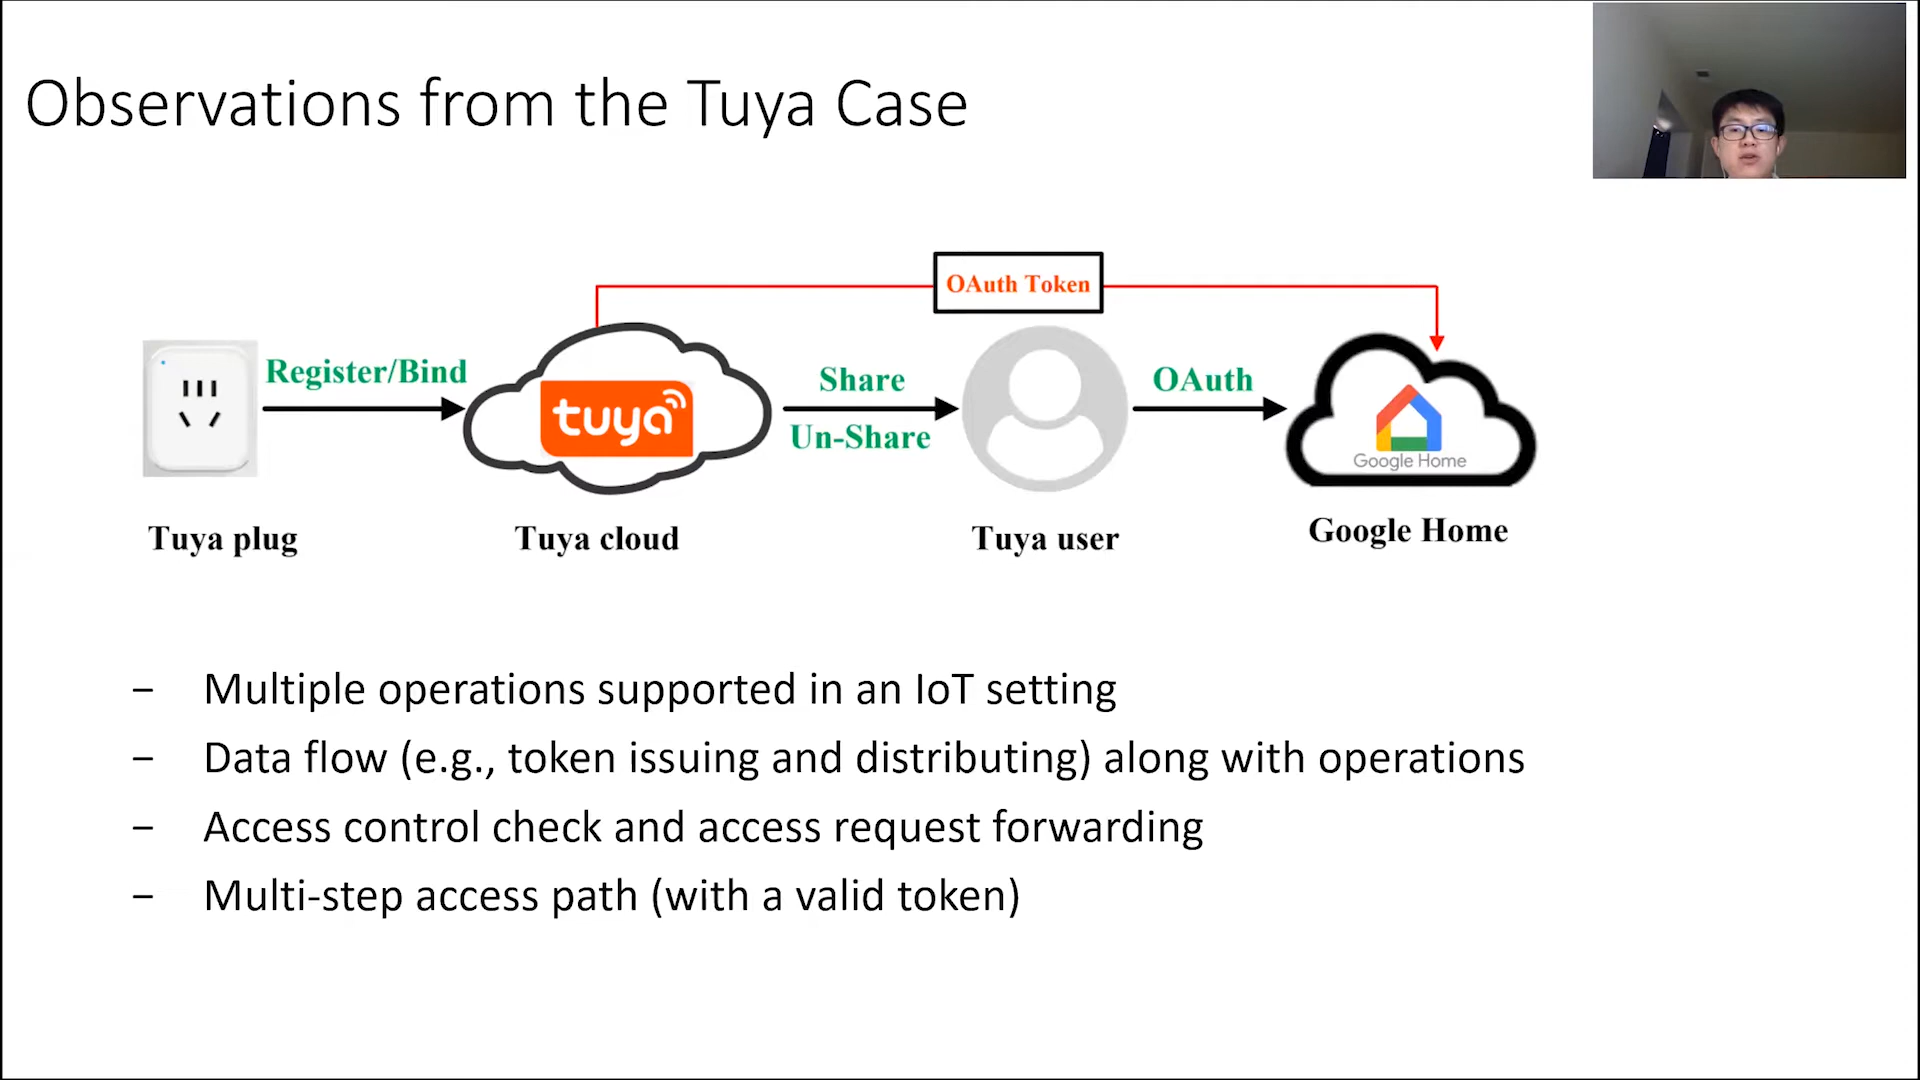 Observations from the Tuya Case
OAuth Token
Register/Bind
Share
Un-Share
OAuth
tuya
Google Home
Tuya plug
Tuya cloud
Tuya user
Google Home
– Multiple operations supported in an IoT setting
– Data flow (e.g., token issuing and distributing) along with operations
– Access control check and access request forwarding
– Multi-step access path (with a valid token)